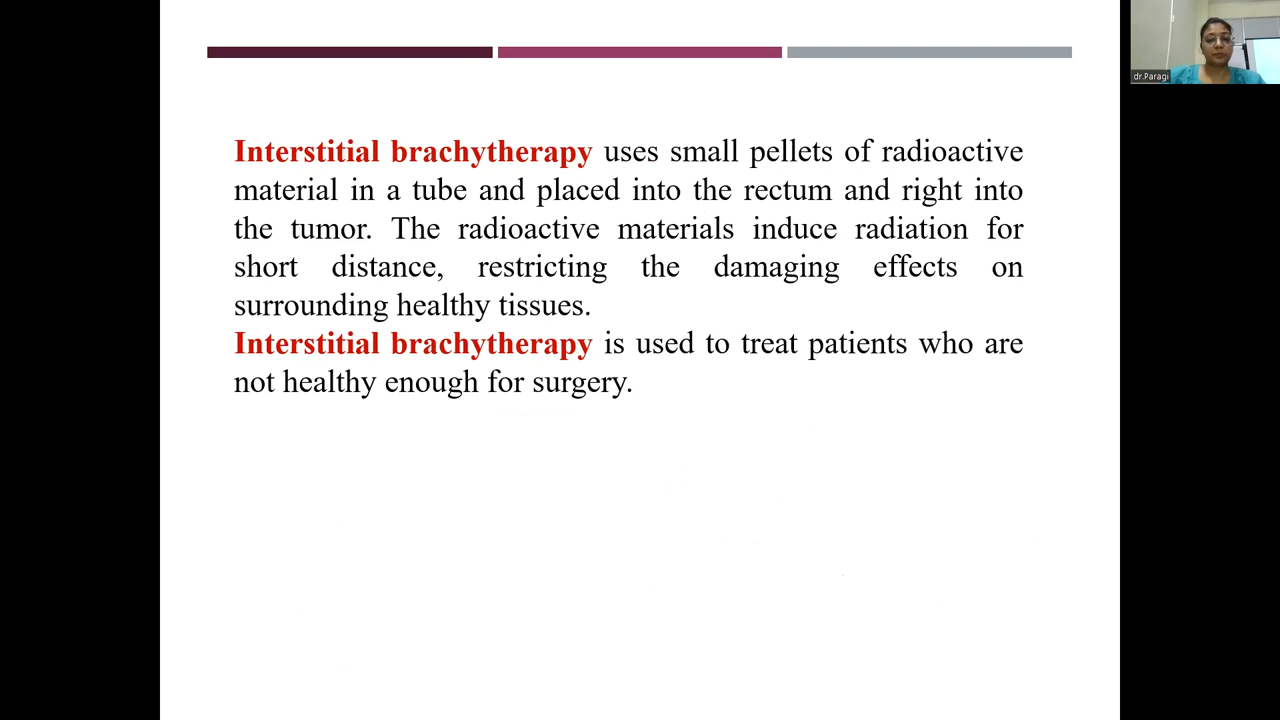 dr.Paragi
Interstitial brachytherapy uses small pellets of radioactive
material in a tube and placed into the rectum and right into
the tumor. The radioactive materials induce radiation for
short distance, restricting the damaging effects on
surrounding healthy tissues.
Interstitial brachytherapy is used to treat patients who are
not healthy enough for surgery.